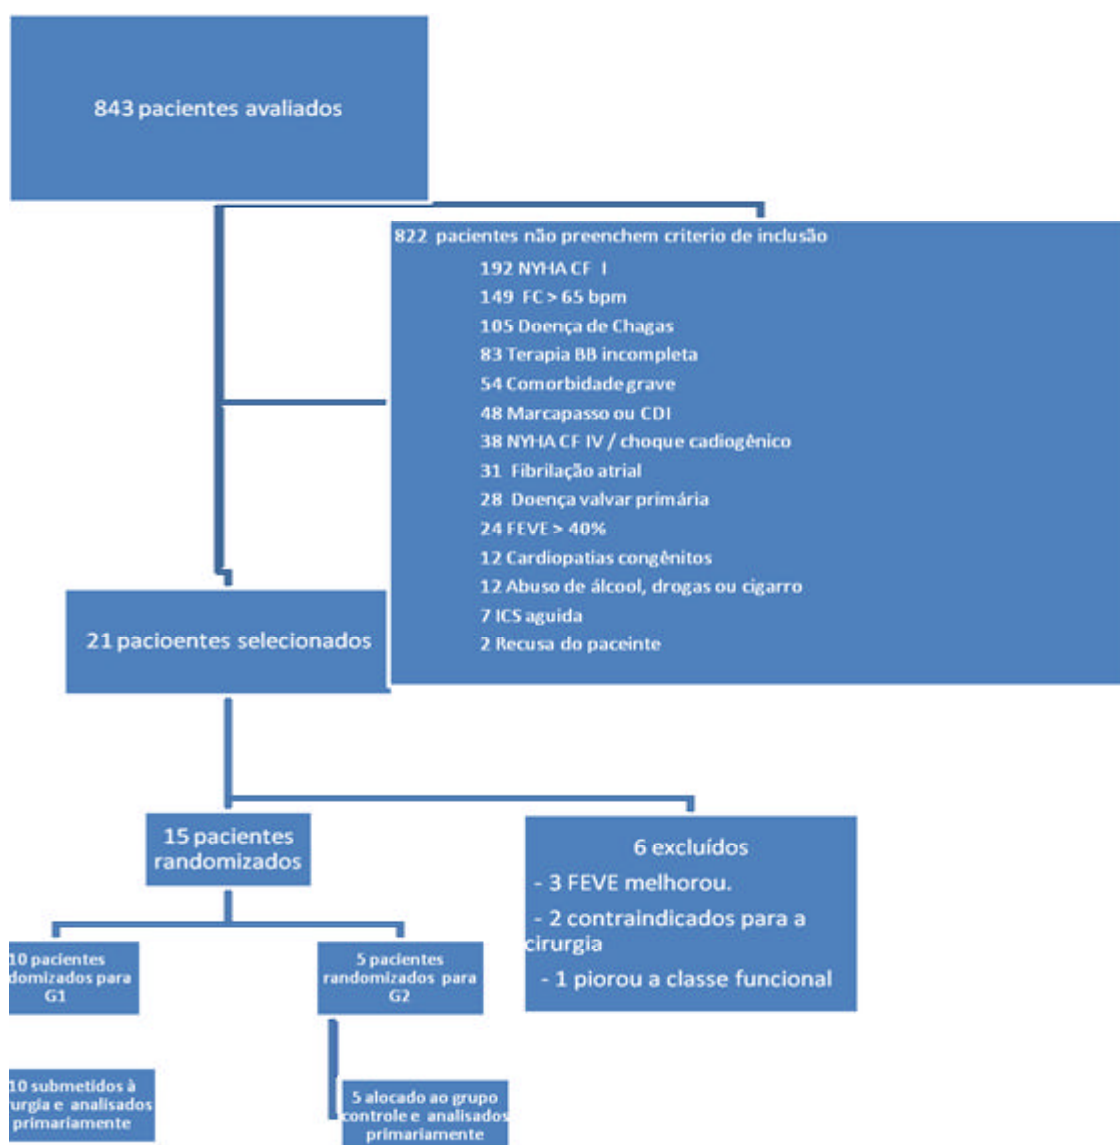 843 pacientes avaliados
822 pacientes não preenchem criterio de inclusão
192 NYHA CF I
149 FC > 65 bpm
105 Doença de Chagas
83 Terapia BB incompleta
54 Comorbidade grave
48 Marcapasso ou CDI
38 NYHA CF IV / choque cadiogênico
31 Fibrilação atrial
28 Doença valvar primária
24 FEVE > 40%
12 Cardiopatias congênitos
12 Abuso de álcool, drogas ou cigarro
7 ICS aguida
2 Recusa do paceinte
21 pacioentes selecionados
15 pacientes
randomizados
6 excluídos
- 3 FEVE melhorou.
- 2 contraindicados para a
cirurgia
- 1 piorou a classe funcional
10 pacientes
domizados para
G1
5 pacientes
randomizados para
G2
10 submetidos à
urgia e analisados
primariamente
5 alocado ao grupo
controle e analisados
primariamente